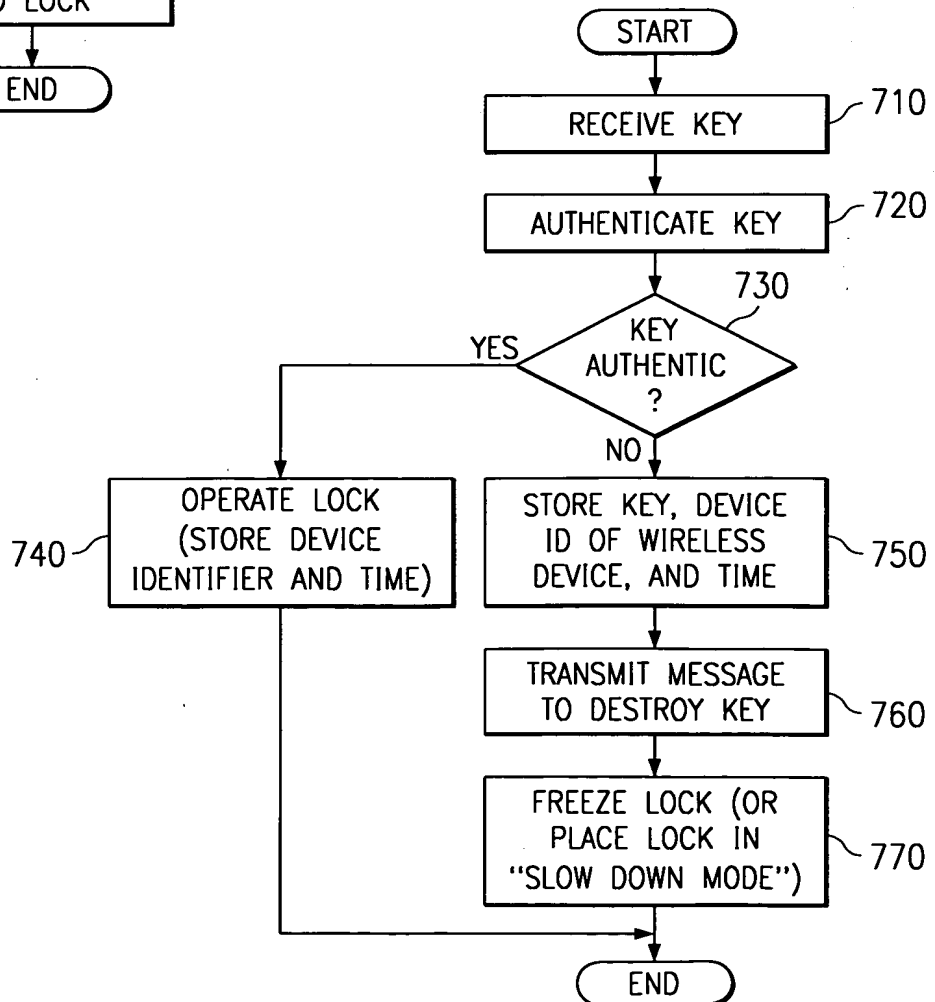 LOCK
END
START
RECEIVE KEY
710
AUTHENTICATE KEY
720
730
KEY
AUTHENTIC
?
YES
NO
OPERATE LOCK
(STORE DEVICE
IDENTIFIER AND TIME)
740
STORE KEY, DEVICE
ID OF WIRELESS
DEVICE, AND TIME
750
TRANSMIT MESSAGE
TO DESTROY KEY
760
FREEZE LOCK (OR
PLACE LOCK IN
"SLOW DOWN MODE")
770
END